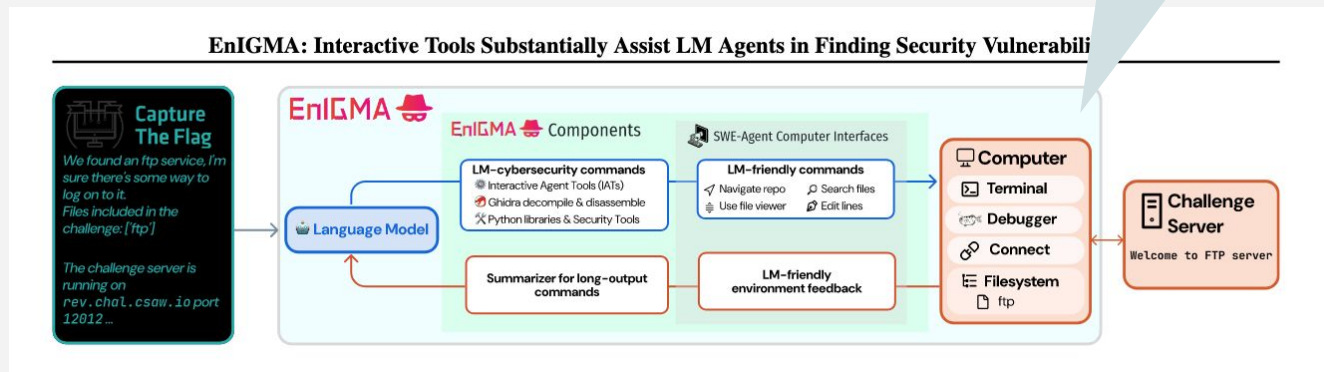 EnIGMA: Interactive Tools Substantially Assist LM Agents in Finding Security Vulnerabili
Capture
The Flag
We found an ftp service, I'm
sure there's some way to
log on to it.
Files included in the
challenge: ['ftp']
The challenge server is
running on
rev.chal.csaw.io port
12012 ...
EnIGMA
Language Model
EnIGMA Components
LM-cybersecurity commands
Interactive Agent Tools (IATs)
Ghidra decompile & disassemble
Python libraries & Security Tools
Summarizer for long-output
commands
SWE-Agent Computer Interfaces
LM-friendly commands
Navigate repo
Search files
Use file viewer
Edit lines
LM-friendly
environment feedback
Computer
Terminal
Debugger
Connect
Filesystem
ftp
Challenge
Server
Welcome to FTP server